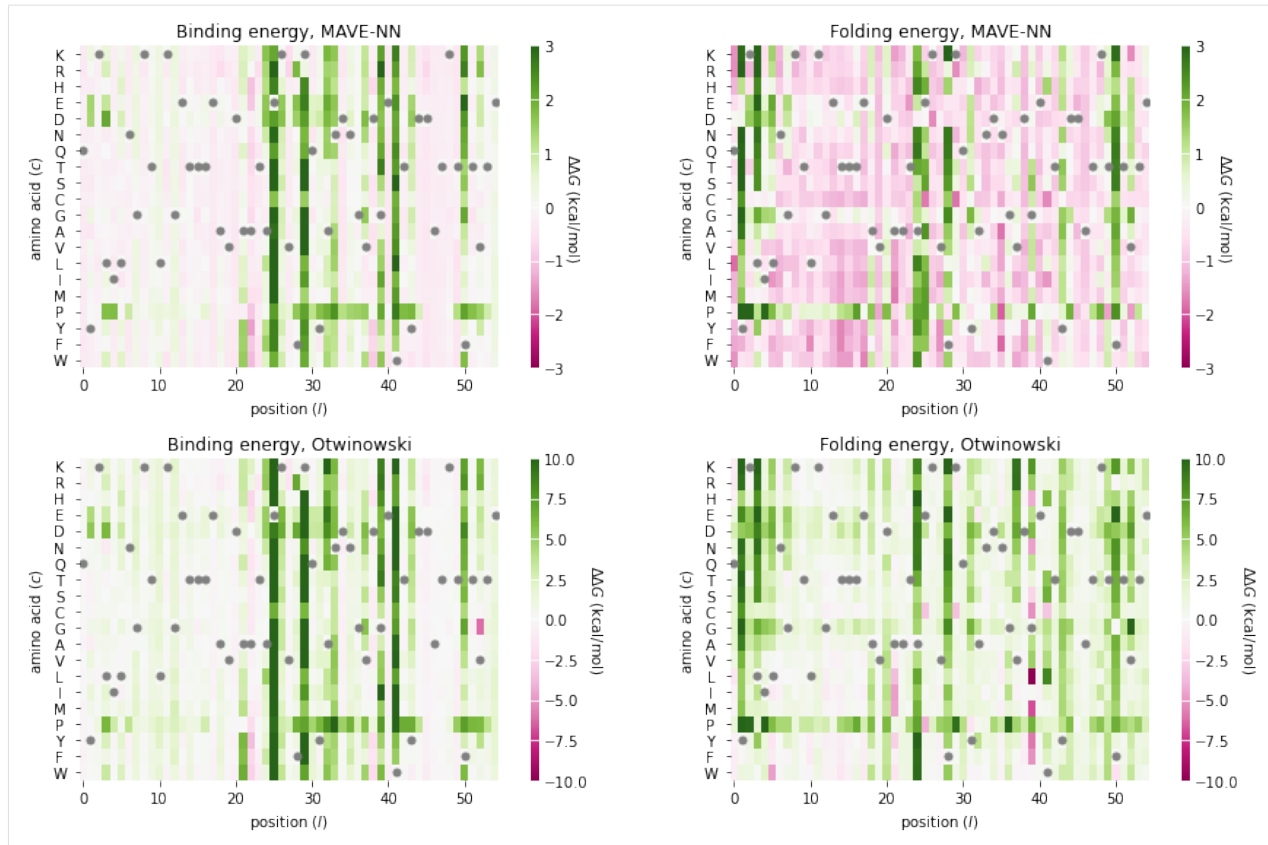 Binding energy, MAVE-NN
K
R
H
E
D
N
Q
T
S
C
G
A
V
L
I
M
P
Y
F
W
amino acid (c)
0 10 20 30 40 50
position (l)
3
2
1
0
−1
−2
−3
ΔΔG (kcal/mol)
Folding energy, MAVE-NN
K
R
H
E
D
N
Q
T
S
C
G
A
V
L
I
M
P
Y
F
W
amino acid (c)
0 10 20 30 40 50
position (l)
3
2
1
0
−1
−2
−3
ΔΔG (kcal/mol)
Binding energy, Otwinowski
K
R
H
E
D
N
Q
T
S
C
G
A
V
L
I
M
P
Y
F
W
amino acid (c)
0 10 20 30 40 50
position (l)
10.0
7.5
5.0
2.5
0.0
−2.5
−5.0
−7.5
−10.0
ΔΔG (kcal/mol)
Folding energy, Otwinowski
K
R
H
E
D
N
Q
T
S
C
G
A
V
L
I
M
P
Y
F
W
amino acid (c)
0 10 20 30 40 50
position (l)
10.0
7.5
5.0
2.5
0.0
−2.5
−5.0
−7.5
−10.0
ΔΔG (kcal/mol)